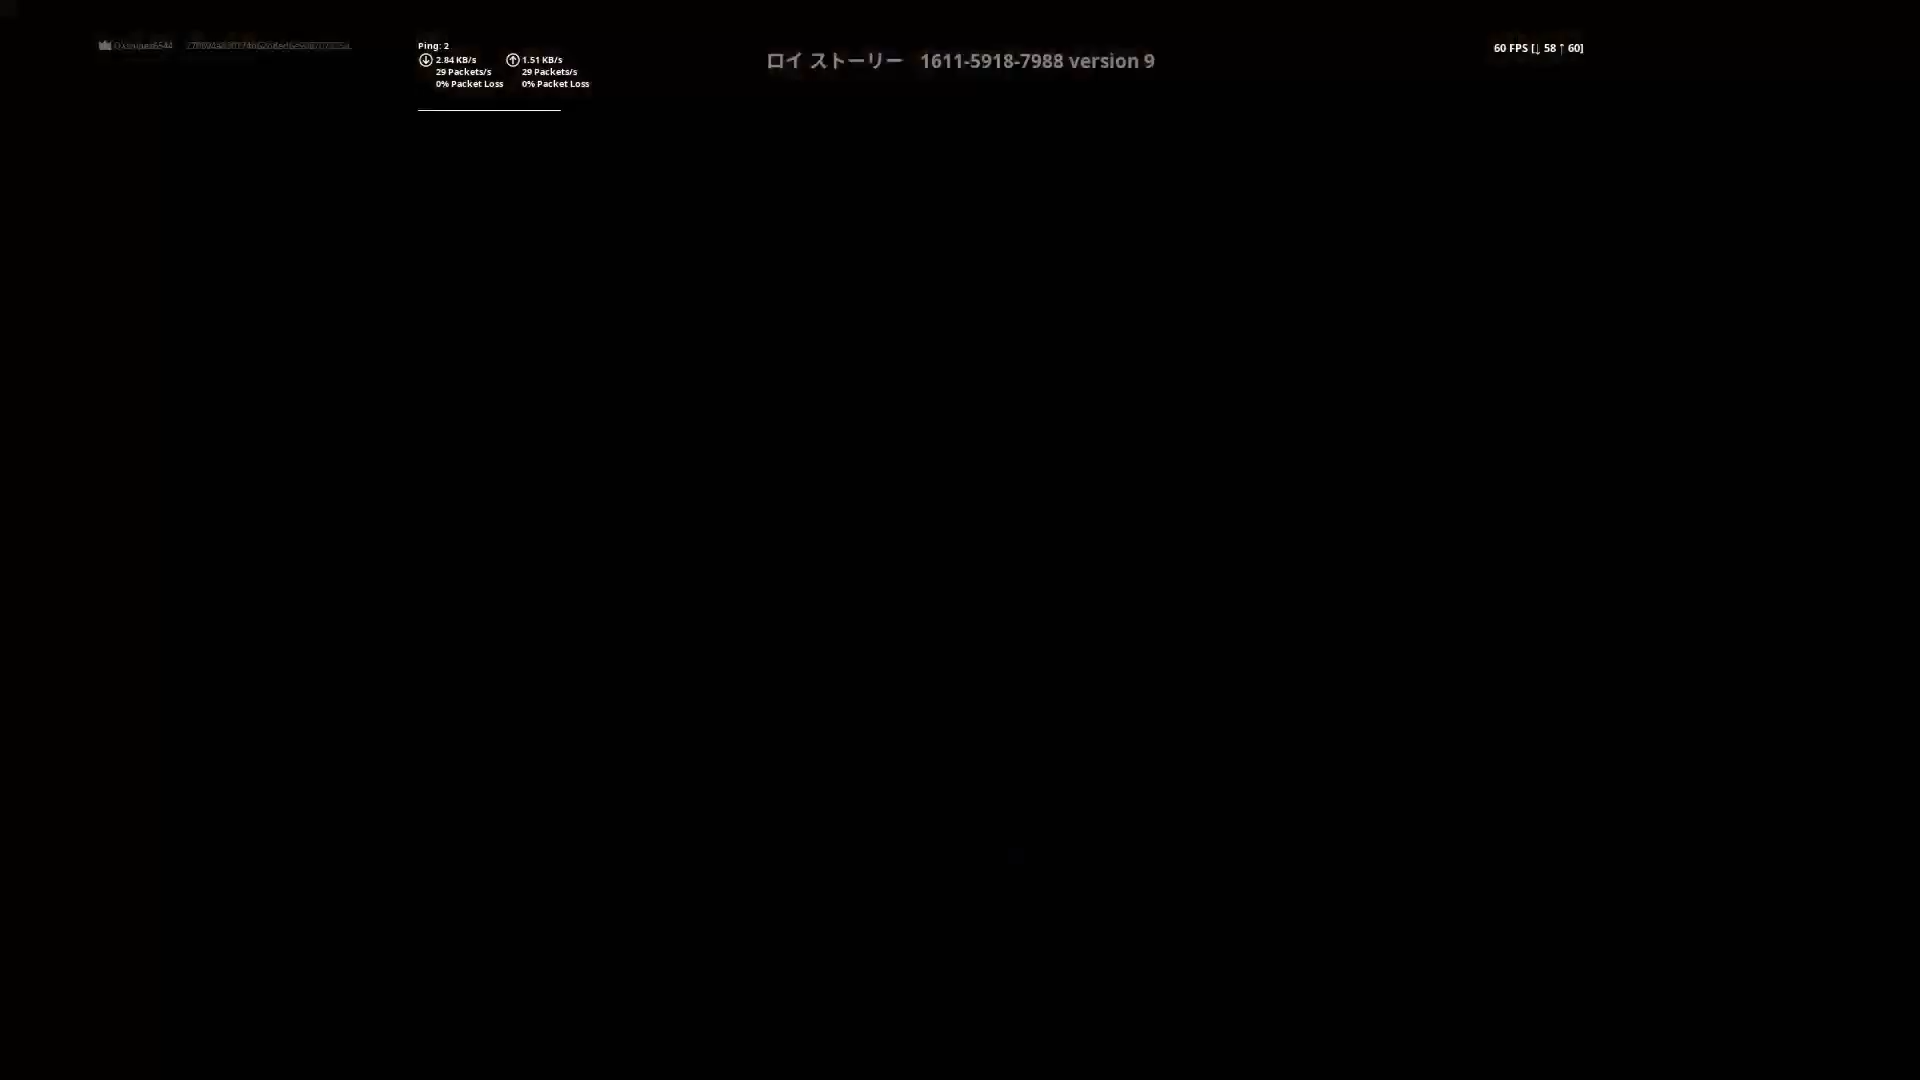 Ping: 2
2.84 KB/s 1.51 KB/s
29 Packets/s 29 Packets/s
0% Packet Loss 0% Packet Loss
ロイ ストーリー 1611-5918-7988 version 9
60 FPS [↓ 58 ↑ 60]